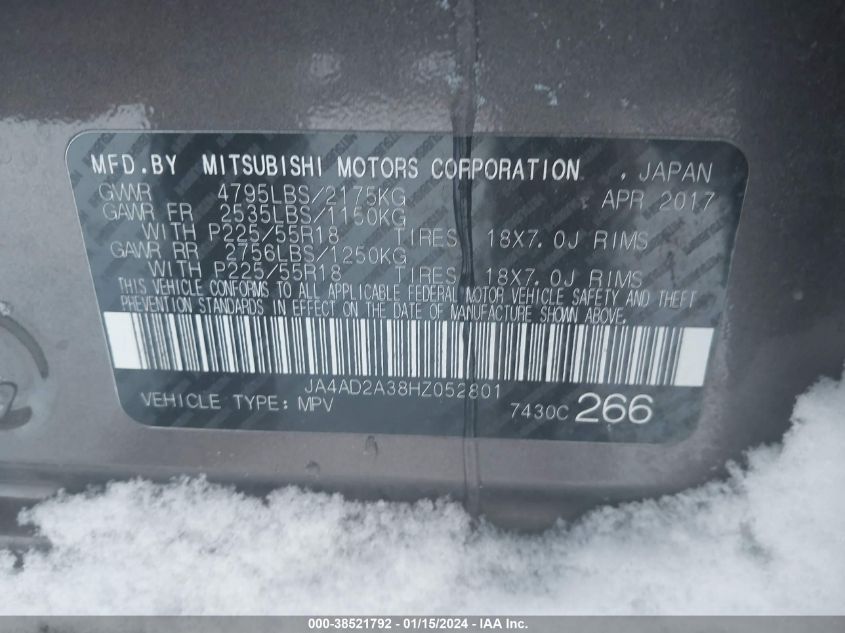 MFD.BY MITSUBISHI MOTORS CORPORATION , JAPAN
GVWR 4795LBS/2175KG APR 2017
GAWR FR 2535LBS/1150KG
WITH P225/55R18 TIRES, 18X7.0J RIMS
GAWR RR 2756LBS/1250KG
WITH P225/55R18 TIRES, 18X7.0J RIMS
THIS VEHICLE CONFORMS TO ALL APPLICABLE FEDERAL MOTOR VEHICLE SAFETY AND THEFT
PREVENTION STANDARDS IN EFFECT ON THE DATE OF MANUFACTURE SHOWN ABOVE.
JA4AD2A38HZ052801
VEHICLE TYPE: MPV 7430C 266
000-38521792 - 01/15/2024 - IAA Inc.